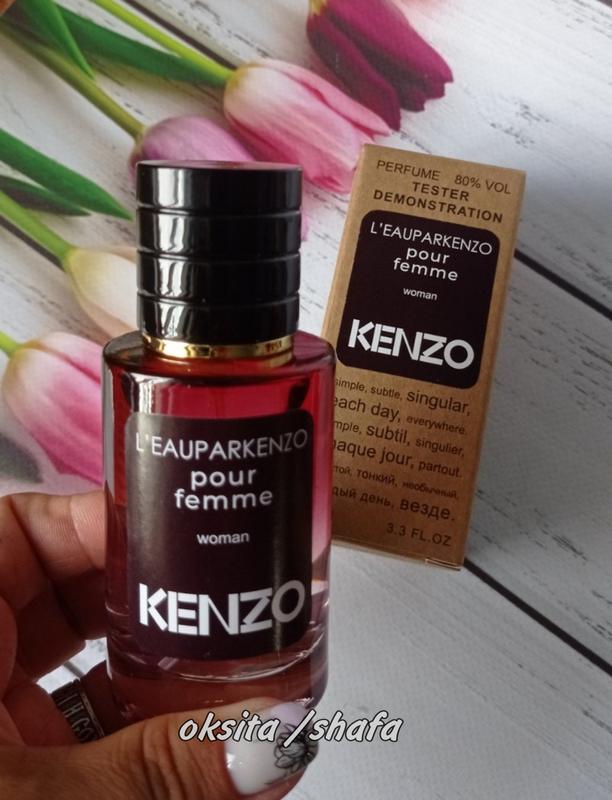 PERFUME 80% VOL
TESTER
DEMONSTRATION
L'EAUPARKENZO
pour
femme
woman
KENZO
simple, subtle, singular,
each day, everywhere.
subtil, singulier,
jour, partout.
тонкий, необычный,
день, везде.
3.3 FL.OZ
L'EAUPARKENZO
pour
femme
woman
KENZO
oksita /shafa